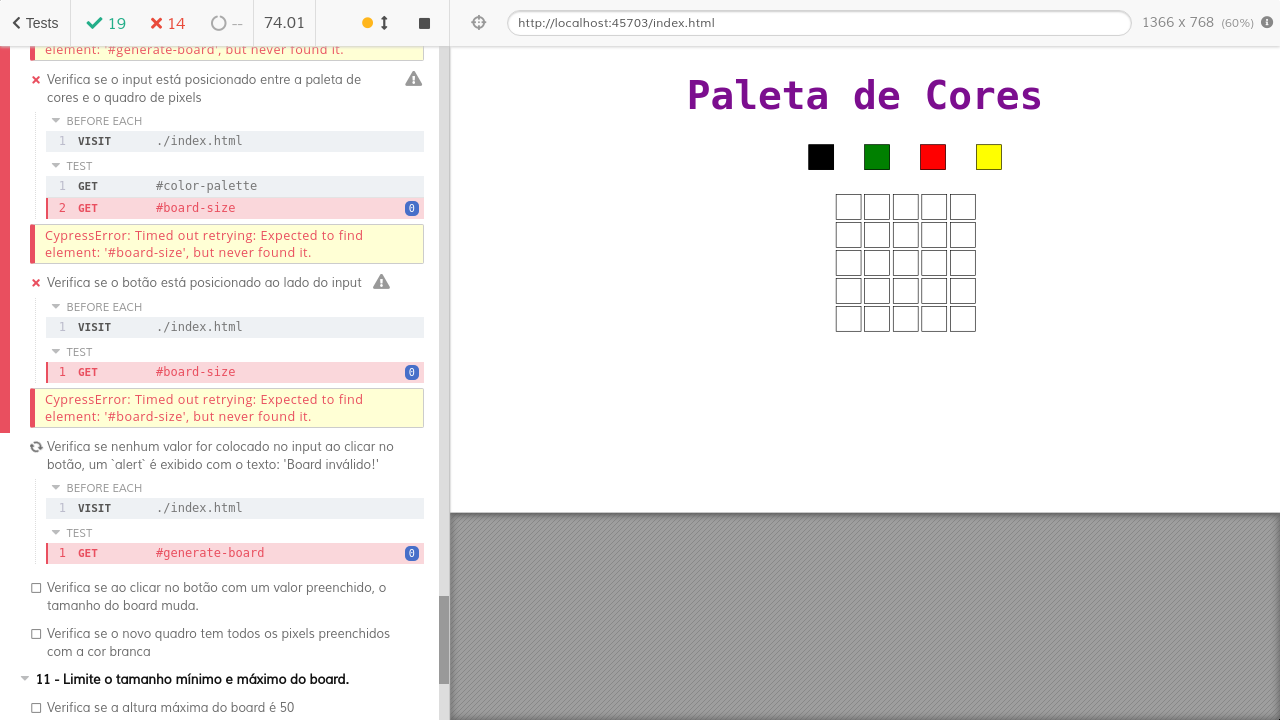 Tests
19
14
--
74.01
http://localhost:45703/index.html
1366 x 768 (60%)
element: '#generate-board', but never found it.
Verifica se o input está posicionado entre a paleta de
cores e o quadro de pixels
BEFORE EACH
1 VISIT ./index.html
TEST
1 GET #color-palette
2 GET #board-size 0
CypressError: Timed out retrying: Expected to find
element: '#board-size', but never found it.
Verifica se o botão está posicionado ao lado do input
BEFORE EACH
1 VISIT ./index.html
TEST
1 GET #board-size 0
CypressError: Timed out retrying: Expected to find
element: '#board-size', but never found it.
Verifica se nenhum valor for colocado no input ao clicar no
botão, um `alert` é exibido com o texto: 'Board inválido!'
BEFORE EACH
1 VISIT ./index.html
TEST
1 GET #generate-board 0
Verifica se ao clicar no botão com um valor preenchido, o
tamanho do board muda.
Verifica se o novo quadro tem todos os pixels preenchidos
com a cor branca
11 - Limite o tamanho mínimo e máximo do board.
Verifica se a altura máxima do board é 50
Paleta de Cores